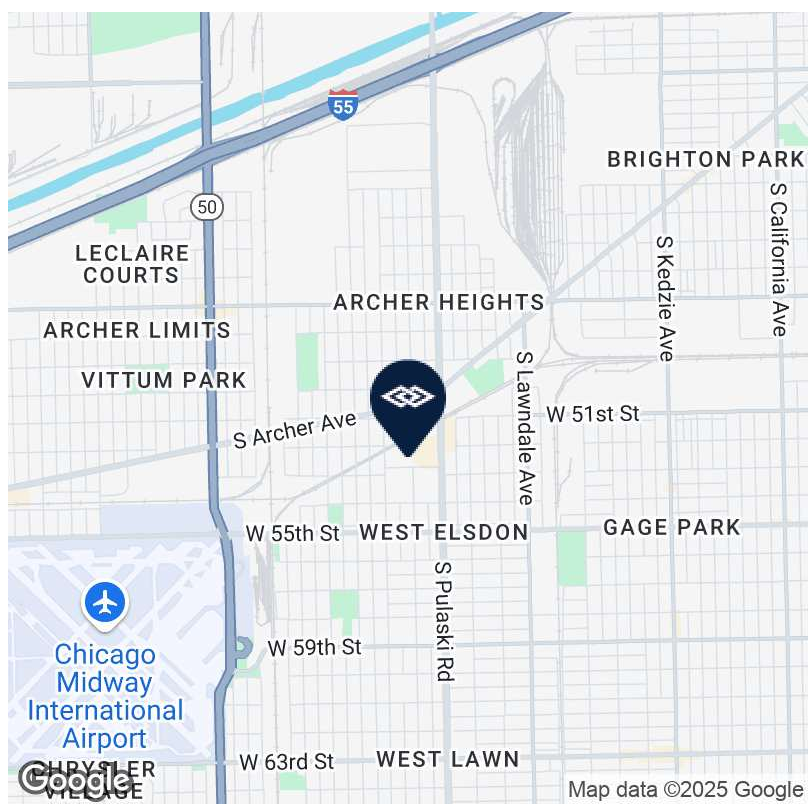 55
BRIGHTON PARK
50
S California Ave
LECLAIRE
COURTS
S Kedzie Ave
ARCHER HEIGHTS
ARCHER LIMITS
VITTUM PARK
S Lawndale Ave
W 51st St
S Archer Ave
W 55th St
WEST ELSDON
GAGE PARK
S Pulaski Rd
Chicago
Midway
International
Airport
W 59th St
W 63rd St
WEST LAWN
CHRYSLER
VILLAGE
Google
Map data ©2025 Google